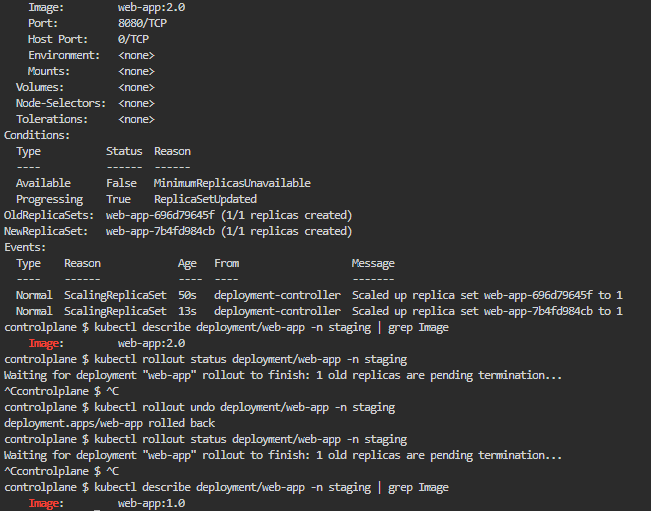 Image: web-app:2.0
Port: 8080/TCP
Host Port: 0/TCP
Environment: <none>
Mounts: <none>
Volumes: <none>
Node-Selectors: <none>
Tolerations: <none>
Conditions:
Type Status Reason
---- ------ ------
Available False MinimumReplicasUnavailable
Progressing True ReplicaSetUpdated
OldReplicaSets: web-app-696d79645f (1/1 replicas created)
NewReplicaSet: web-app-7b4fd984cb (1/1 replicas created)
Events:
Type Reason Age From Message
---- ------ ---- ---- -------
Normal ScalingReplicaSet 50s deployment-controller Scaled up replica set web-app-696d79645f to 1
Normal ScalingReplicaSet 13s deployment-controller Scaled up replica set web-app-7b4fd984cb to 1
controlplane $ kubectl describe deployment/web-app -n staging | grep Image
Image: web-app:2.0
controlplane $ kubectl rollout status deployment/web-app -n staging
Waiting for deployment "web-app" rollout to finish: 1 old replicas are pending termination...
^Ccontrolplane $ ^C
controlplane $ kubectl rollout undo deployment/web-app -n staging
deployment.apps/web-app rolled back
controlplane $ kubectl rollout status deployment/web-app -n staging
Waiting for deployment "web-app" rollout to finish: 1 old replicas are pending termination...
^Ccontrolplane $ ^C
controlplane $ kubectl describe deployment/web-app -n staging | grep Image
Image: web-app:1.0